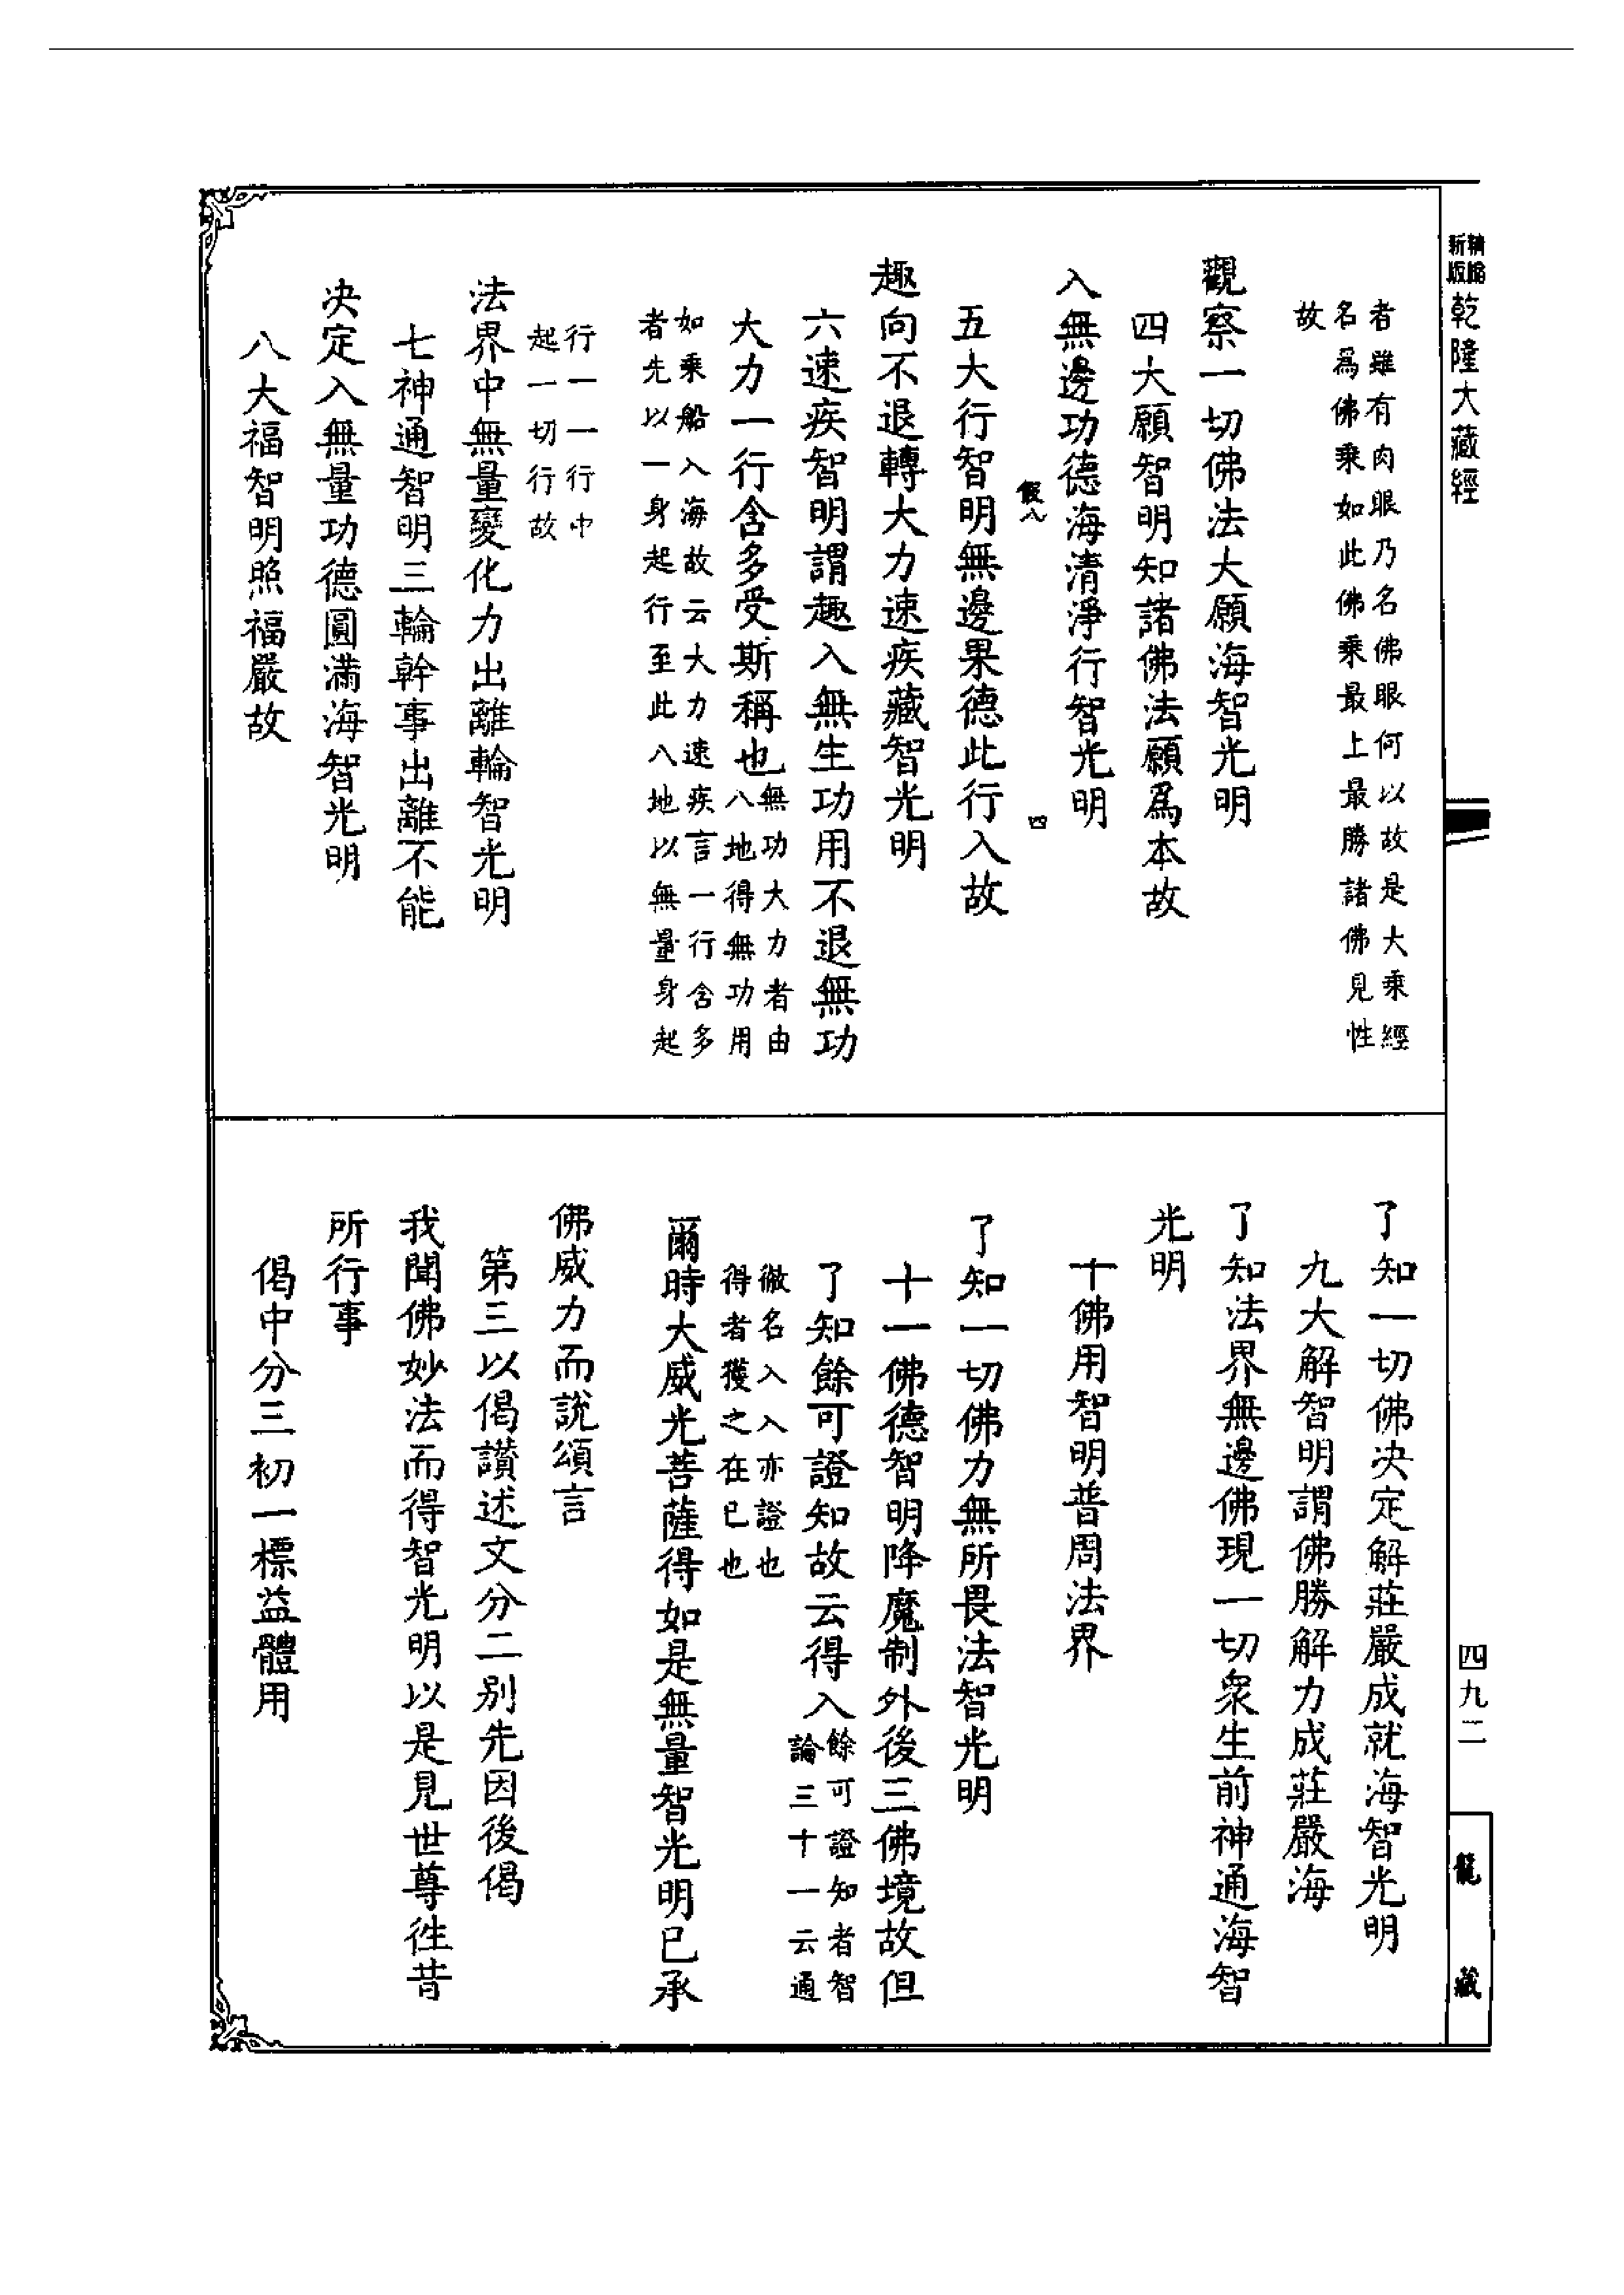 精縮新版 乾隆大藏經
者雖有肉眼乃名佛眼何以故是大乘經
名爲佛乘如此佛乘最上最勝諸佛見性
故
觀察一切佛法大願海智光明
四大願智明知諸佛法願爲本故
入無邊功德海清淨行智光明
四
五大行智明無邊果德此行入故
趣向不退轉大力速疾藏智光明
六速疾智明謂趣入無生功用不退無功
大力一行含多受斯稱也
無功大力者由
八地得無功用
如乘船入海故云大力速疾言一行含多
者先以一身起行至此八地以無量身起
行一一行中
起一切行故
法界中無量變化力出離輪智光明
七神通智明三輪幹事出離不能
决定入無量功德圓滿海智光明
八大福智明照福嚴故
了知一切佛决定解莊嚴成就海智光明
九大解智明謂佛勝解力成莊嚴海
了知法界無邊佛現一切衆生前神通海智
光明
十佛用智明普周法界
了知一切佛力無所畏法智光明
十一佛德智明降魔制外後三佛境故但
了知餘可證知故云得入
餘可證知者智
論三十一云通
徹名入入亦證也
得者獲之在已也
爾時大威光菩薩得如是無量智光明已承
佛威力而說頌言
第三以偈讚述文分二别先因後偈
我聞佛妙法而得智光明以是見世尊徃昔
所行事
偈中分三初一標益體用
四九二
龍藏